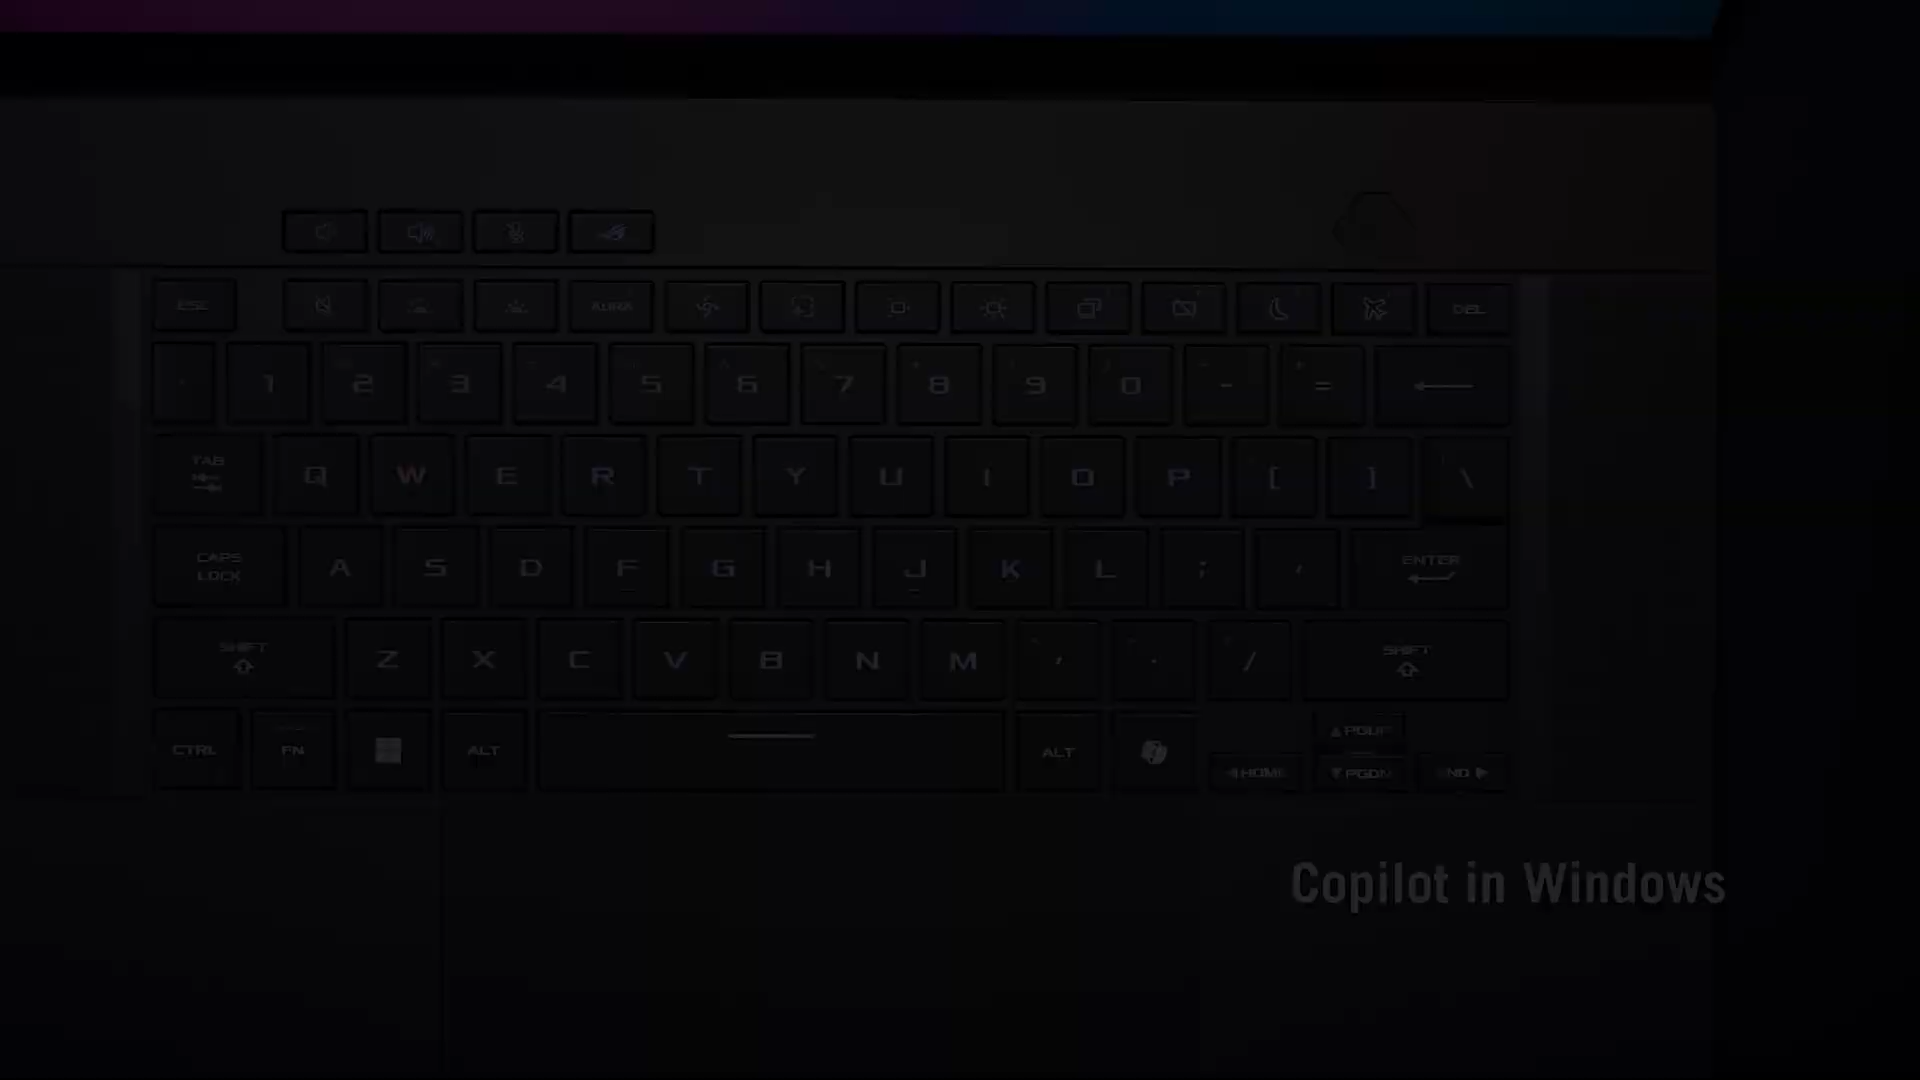 ESC AURA DEL
1 2 3 4 5 6 7 8 9 0 - =
TAB Q W E R T Y U I O P [ ] \
CAPS LOCK A S D F G H J K L ; ' ENTER
SHIFT Z X C V B N M , . / SHIFT
CTRL FN ALT ALT HOME PGUP PGDN END
Copilot in Windows